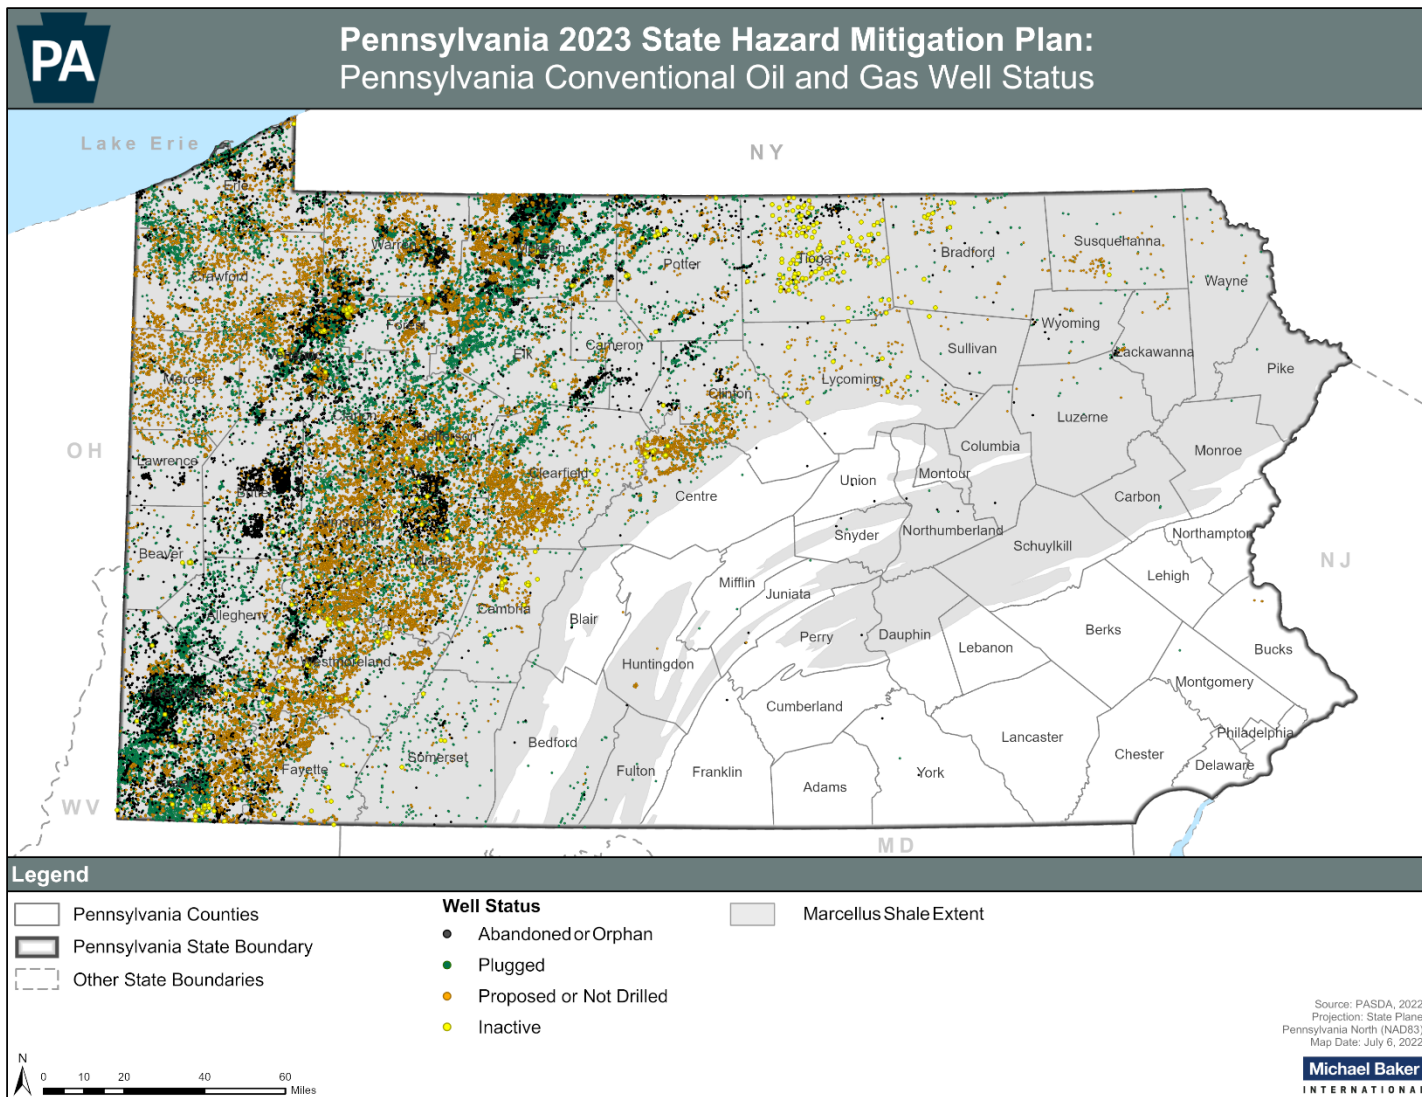 PA
Pennsylvania 2023 State Hazard Mitigation Plan:
Pennsylvania Conventional Oil and Gas Well Status
Lake Erie
NY
Erie
Warren
McKean
Potter
Tioga
Bradford
Susquehanna
Wayne
Crawford
Forest
Elk
Cameron
Wyoming
Lackawanna
Sullivan
Pike
Mercer
Venango
Clinton
Lycoming
Clarion
Jefferson
Luzerne
OH
Lawrence
Clearfield
Columbia
Monroe
Butler
Centre
Union
Montour
Carbon
Armstrong
Snyder
Northumberland
Northampton
Beaver
Indiana
Schuylkill
NJ
Mifflin
Lehigh
Allegheny
Cambria
Juniata
Blair
Perry
Dauphin
Berks
Lebanon
Bucks
Westmoreland
Huntingdon
Montgomery
Cumberland
Philadelphia
Lancaster
Fayette
Somerset
Bedford
Fulton
Franklin
York
Chester
Delaware
Adams
WV
MD
Legend
Pennsylvania Counties
Pennsylvania State Boundary
Other State Boundaries
Well Status
Abandoned or Orphan
Plugged
Proposed or Not Drilled
Inactive
Marcellus Shale Extent
Source: PASDA, 2022
Projection: State Plane
Pennsylvania North (NAD83)
Map Date: July 6, 2022
N
0 10 20 40 60
Miles
Michael Baker
INTERNATIONAL